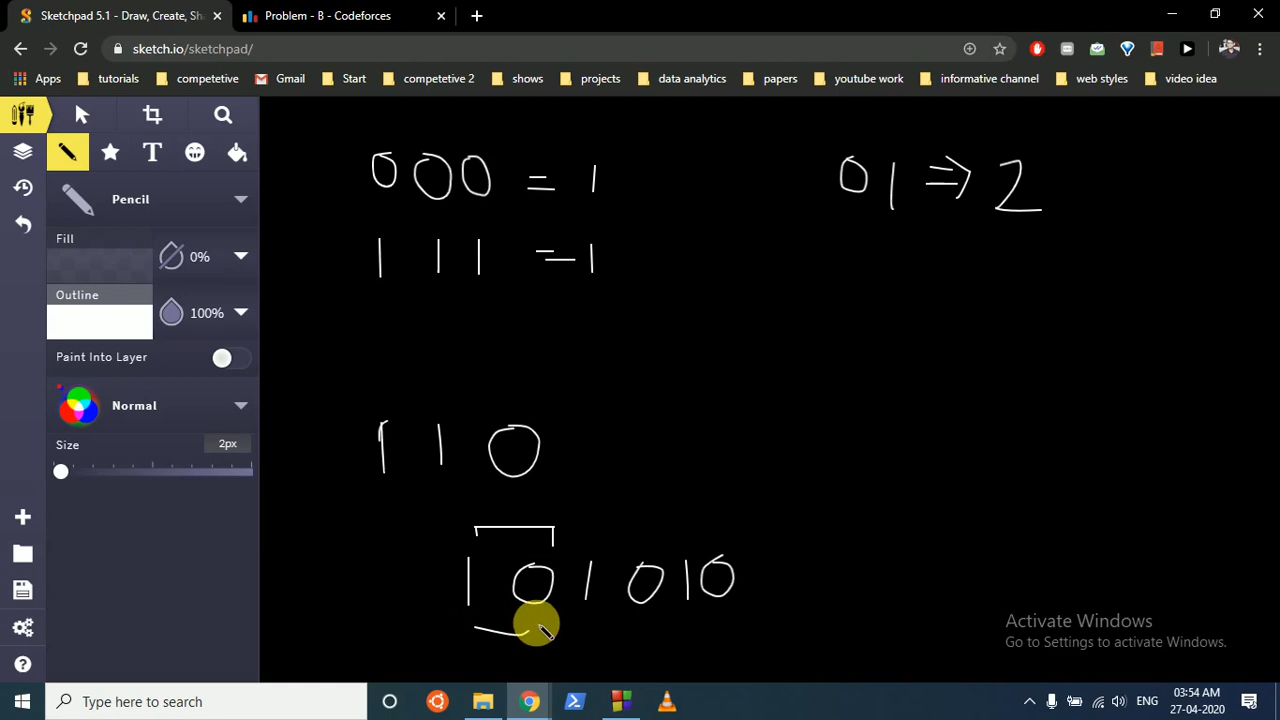 Sketchpad 5.1 - Draw, Create, Sha
Problem - B - Codeforces
sketch.io/sketchpad/
Apps tutorials competetive Gmail Start competetive 2 shows projects data analytics papers youtube work informative channel web styles video idea
Pencil
Fill
0%
Outline
100%
Paint Into Layer
Normal
Size
2px
000 = 1
01 => 2
111 = 1
110
101010
Activate Windows
Go to Settings to activate Windows.
Type here to search
ENG
03:54 AM
27-04-2020